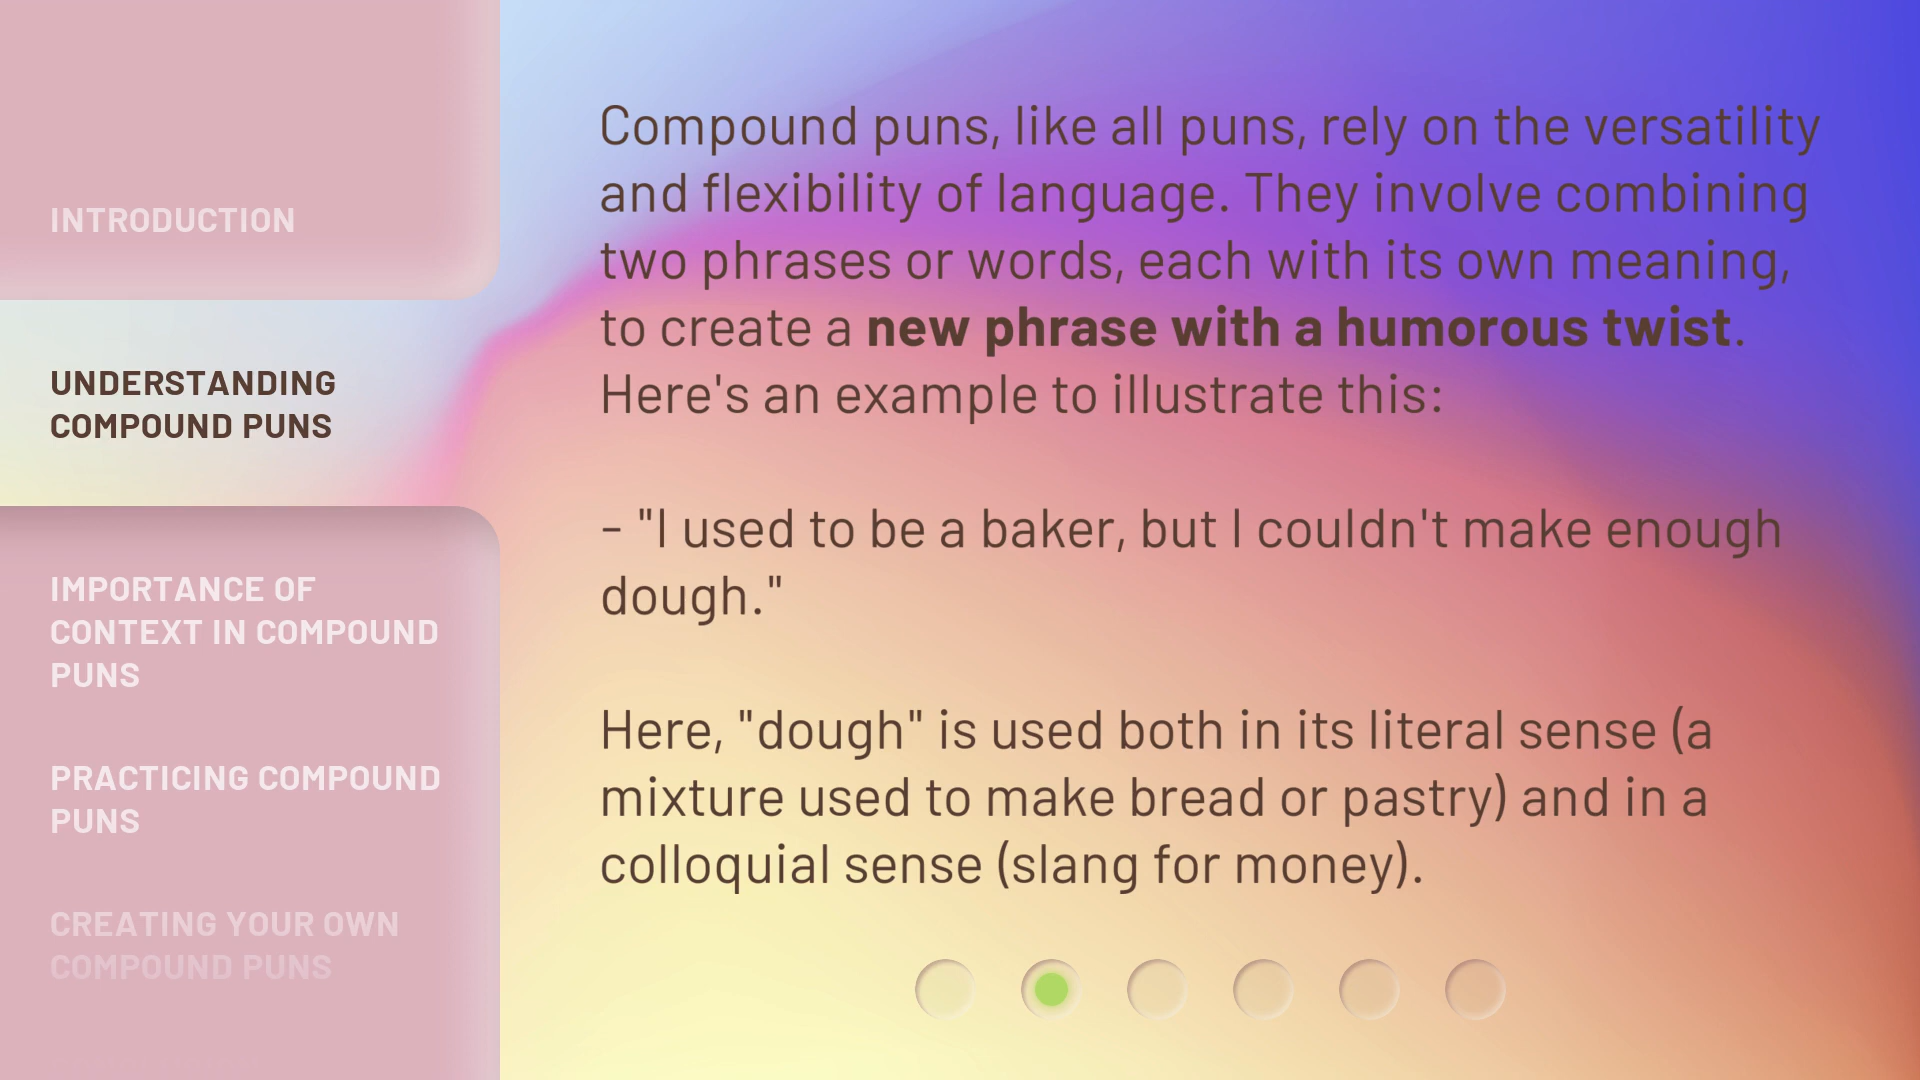 INTRODUCTION
UNDERSTANDING
COMPOUND PUNS
IMPORTANCE OF
CONTEXT IN COMPOUND
PUNS
PRACTICING COMPOUND
PUNS
CREATING YOUR OWN
COMPOUND PUNS
Compound puns, like all puns, rely on the versatility
and flexibility of language. They involve combining
two phrases or words, each with its own meaning,
to create a new phrase with a humorous twist.
Here's an example to illustrate this:
- "I used to be a baker, but I couldn't make enough
dough."
Here, "dough" is used both in its literal sense (a
mixture used to make bread or pastry) and in a
colloquial sense (slang for money).